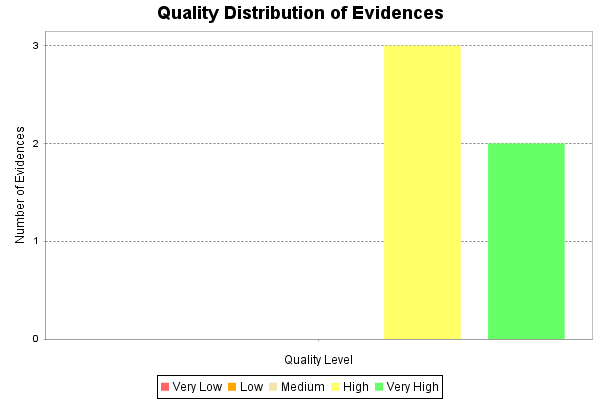 Quality Distribution of Evidences
3
2
1
0
Number of Evidences
Quality Level
Very Low Low Medium High Very High